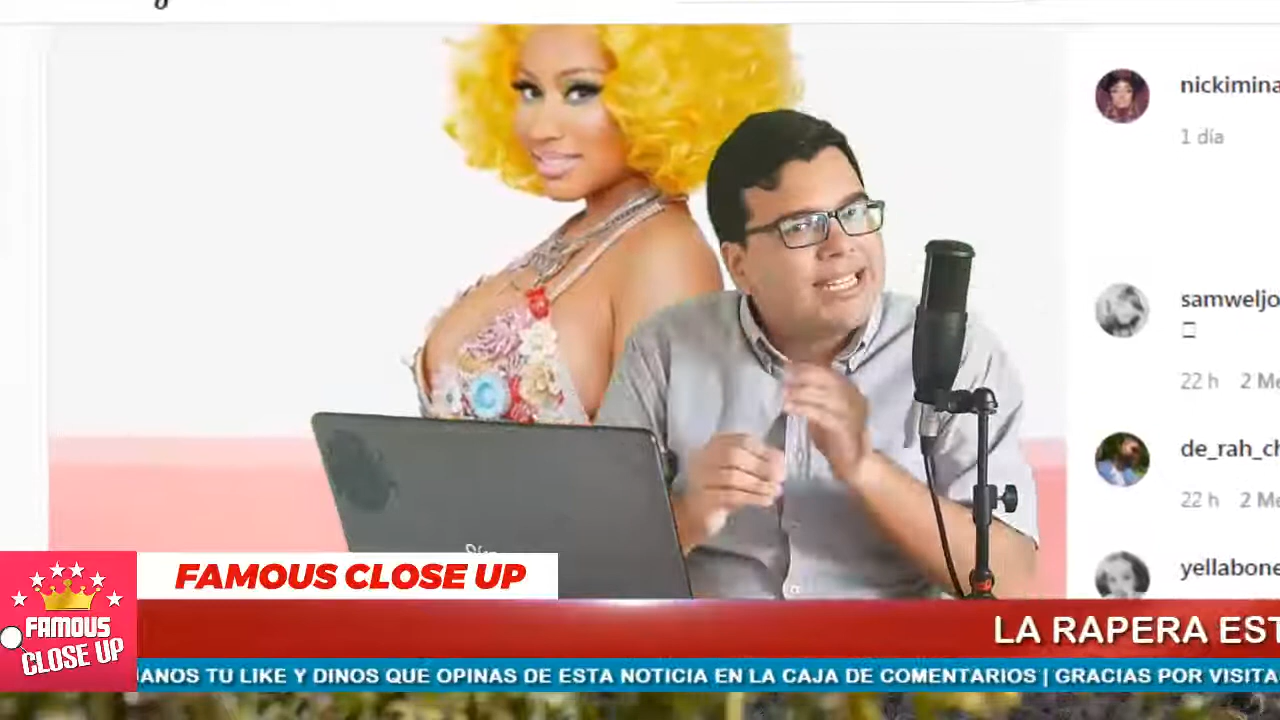 nickimina
1 día
samweljo
22 h 2 Me
de_rah_ch
22 h 2 Me
yellabone
FAMOUS CLOSE UP
FAMOUS
CLOSE UP
LA RAPERA EST
JANOS TU LIKE Y DINOS QUE OPINAS DE ESTA NOTICIA EN LA CAJA DE COMENTARIOS | GRACIAS POR VISITA